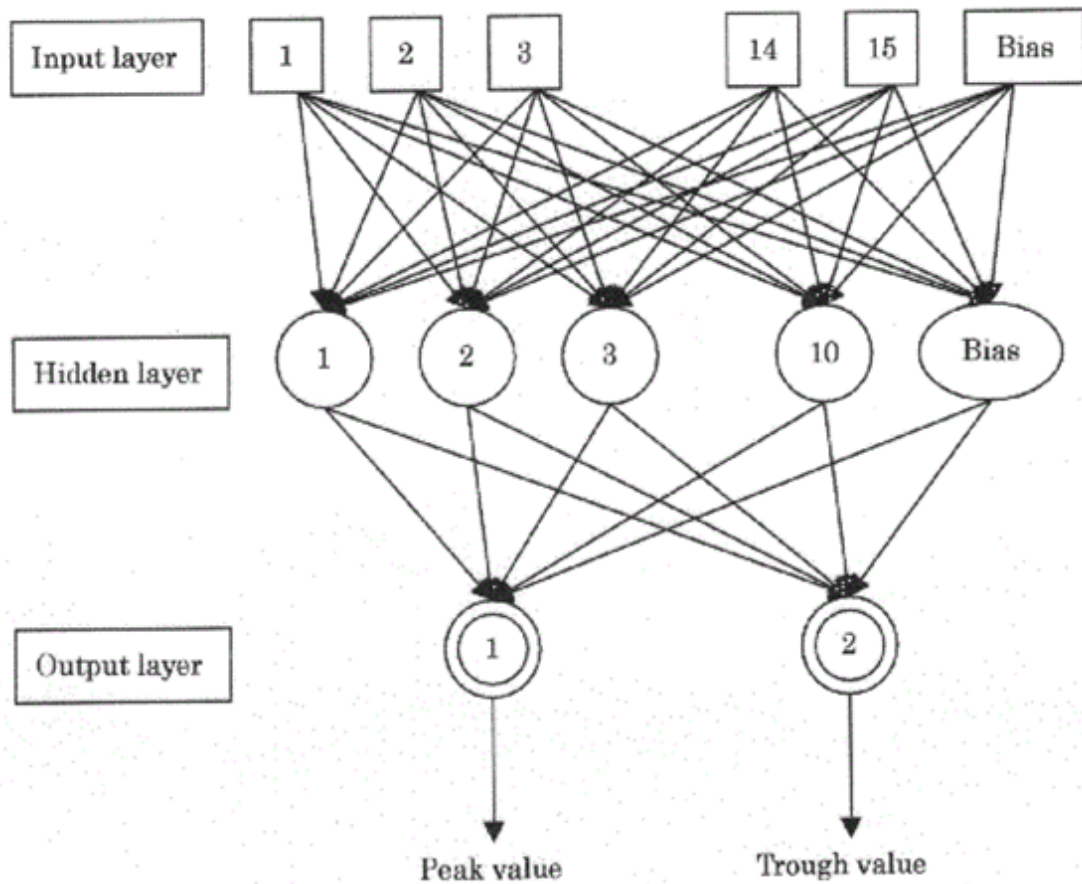 Input layer 1 2 3 14 15 Bias
Hidden layer 1 2 3 10 Bias
Output layer 1 2
Peak value Trough value